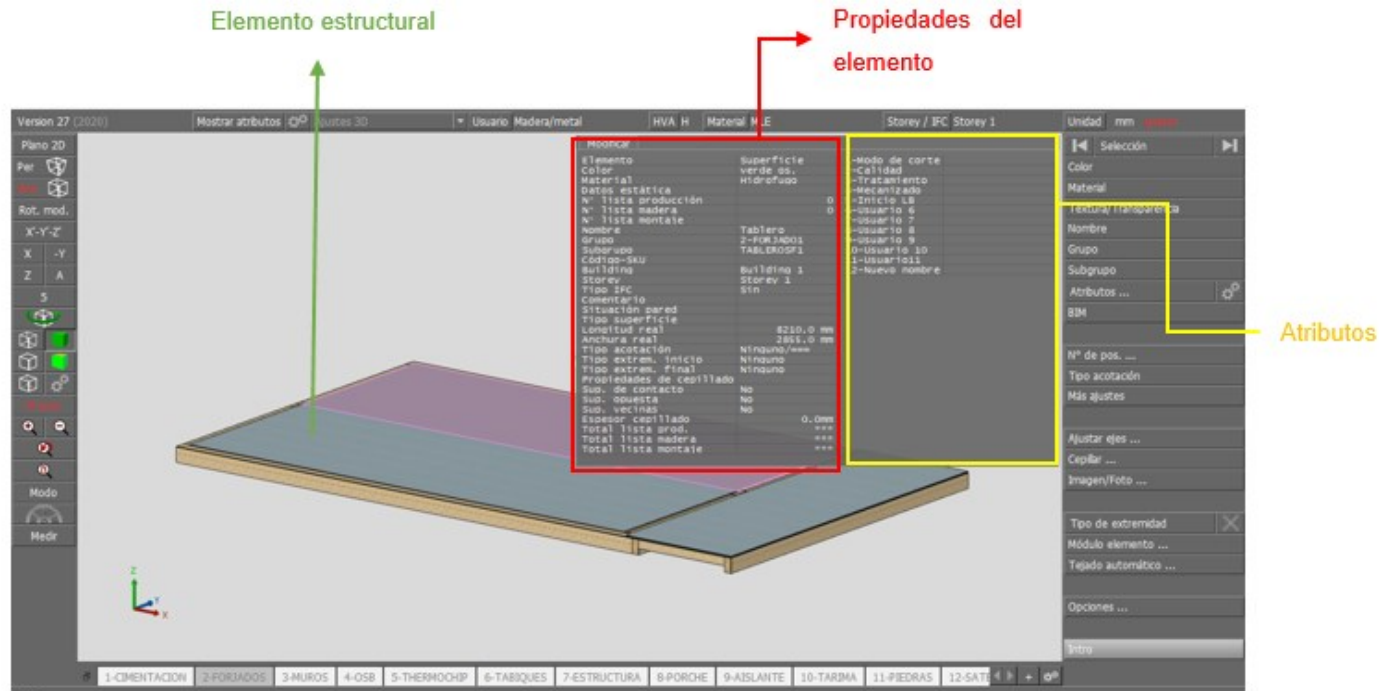 Elemento estructural
Propiedades del
elemento
Version 27 (2020) Mostrar atributos Ajustes 3D Usuario Madera/metal HVA H Material MLE Storey / IFC Storey 1 Unidad mm
Plano 2D
Per
Rot. mod.
X'-Y'-Z'
X -Y
Z A
S
Modo
Medir
Modificar
Elemento Superficie
Color verde os.
Material Hidrofugo
Datos estática
N° lista producción 0
N° lista madera 0
N° lista montaje
Nombre Tablero
Grupo 2-FORJADO1
Subgrupo TABLEROSF1
Código-SKU
Building Building 1
Storey Storey 1
Tipo IFC Sin
Comentario
Situación pared
Tipo superficie
Longitud real 8210.0 mm
Anchura real 2855.0 mm
Tipo acotación Ninguno/===
Tipo extrem. inicio Ninguno
Tipo extrem. final Ninguno
Propiedades de cepillado
Sup. de contacto No
Sup. opuesta No
Sup. vecinas No
Espesor cepillado 0.0mm
Total lista prod. ===
Total lista madera ===
Total lista montaje ===
-Modo de corte
-Calidad
-Tratamiento
-Mecanizado
-Inicio LB
-Usuario 6
-Usuario 7
-Usuario 8
-Usuario 9
-Usuario 10
-Usuario11
-Nuevo nombre
Selección
Color
Material
Textura/Transparencia
Nombre
Grupo
Subgrupo
Atributos ...
BIM
N° de pos. ...
Tipo acotación
Más ajustes
Ajustar ejes ...
Cepillar ...
Imagen/Foto ...
Tipo de extremidad
Módulo elemento ...
Tejado automático ...
Opciones ...
Intro
Atributos
z
Y
X
1-CIMENTACION 2-FORJADOS 3-MUROS 4-OSB 5-THERMOCHIP 6-TABIQUES 7-ESTRUCTURA 8-PORCHE 9-AISLANTE 10-TARIMA 11-PIEDRAS 12-SATE